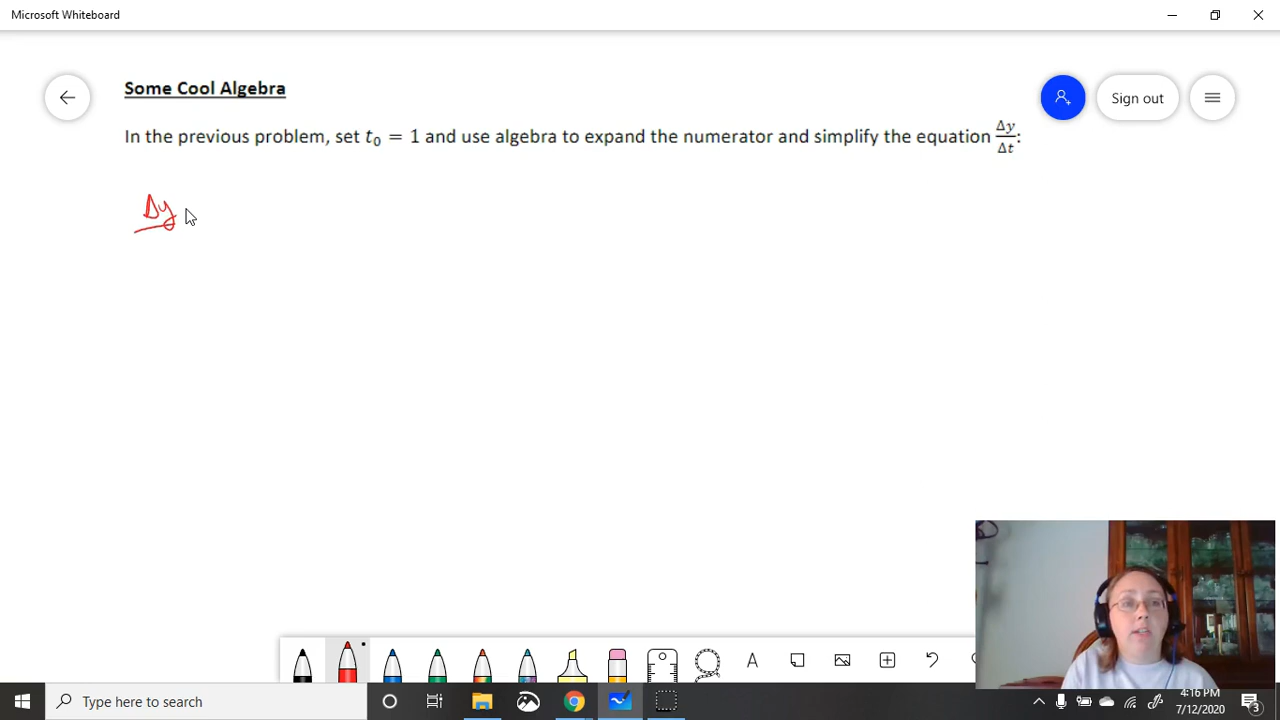 Microsoft Whiteboard
Some Cool Algebra
Sign out
In the previous problem, set t₀ = 1 and use algebra to expand the numerator and simplify the equation Δy/Δt:
Δy
A
4:16 PM
Type here to search
7/12/2020
3